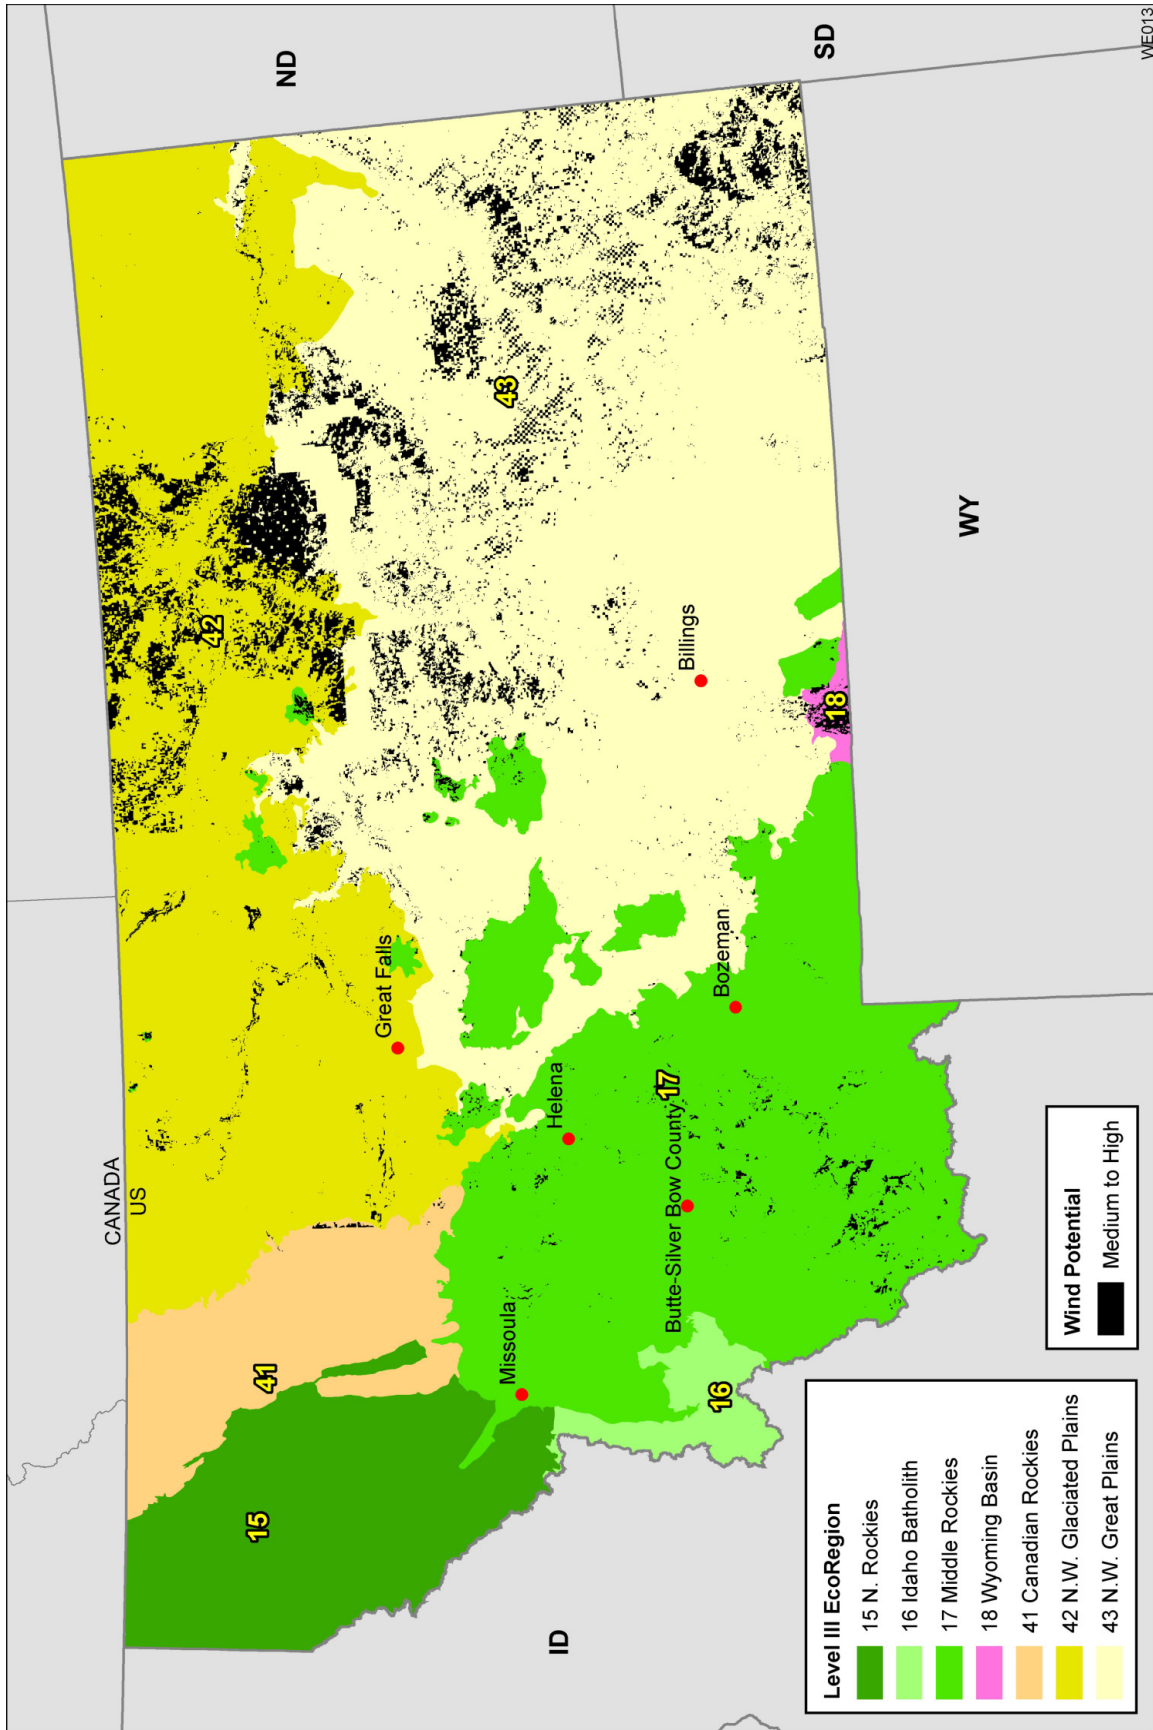 CANADA
US
ND
SD
WY
ID
41
15
42
43
Great Falls
Missoula
Helena
17
Butte-Silver Bow County
Bozeman
Billings
16
18
Level III EcoRegion
15 N. Rockies
16 Idaho Batholith
17 Middle Rockies
18 Wyoming Basin
41 Canadian Rockies
42 N.W. Glaciated Plains
43 N.W. Great Plains
Wind Potential
Medium to High
WE013